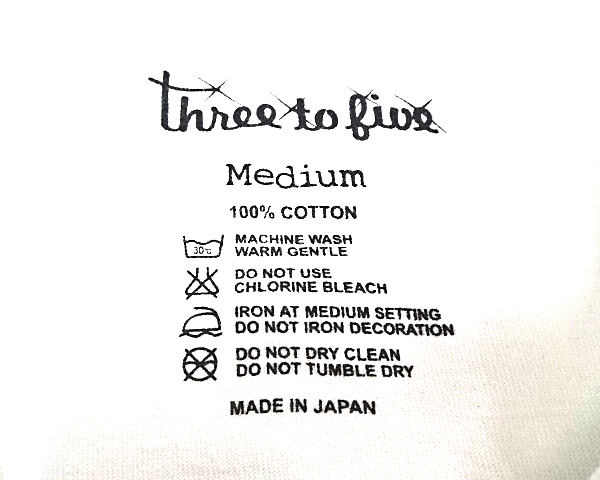 three to five
Medium
100% COTTON
30℃
MACHINE WASH
WARM GENTLE
DO NOT USE
CHLORINE BLEACH
IRON AT MEDIUM SETTING
DO NOT IRON DECORATION
DO NOT DRY CLEAN
DO NOT TUMBLE DRY
MADE IN JAPAN